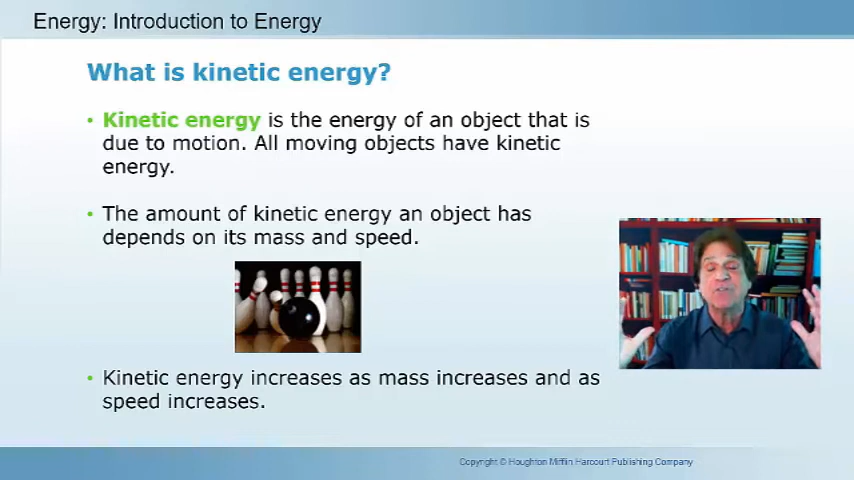 Energy: Introduction to Energy
What is kinetic energy?
• Kinetic energy is the energy of an object that is
due to motion. All moving objects have kinetic
energy.
• The amount of kinetic energy an object has
depends on its mass and speed.
• Kinetic energy increases as mass increases and as
speed increases.
Copyright © Houghton Mifflin Harcourt Publishing Company